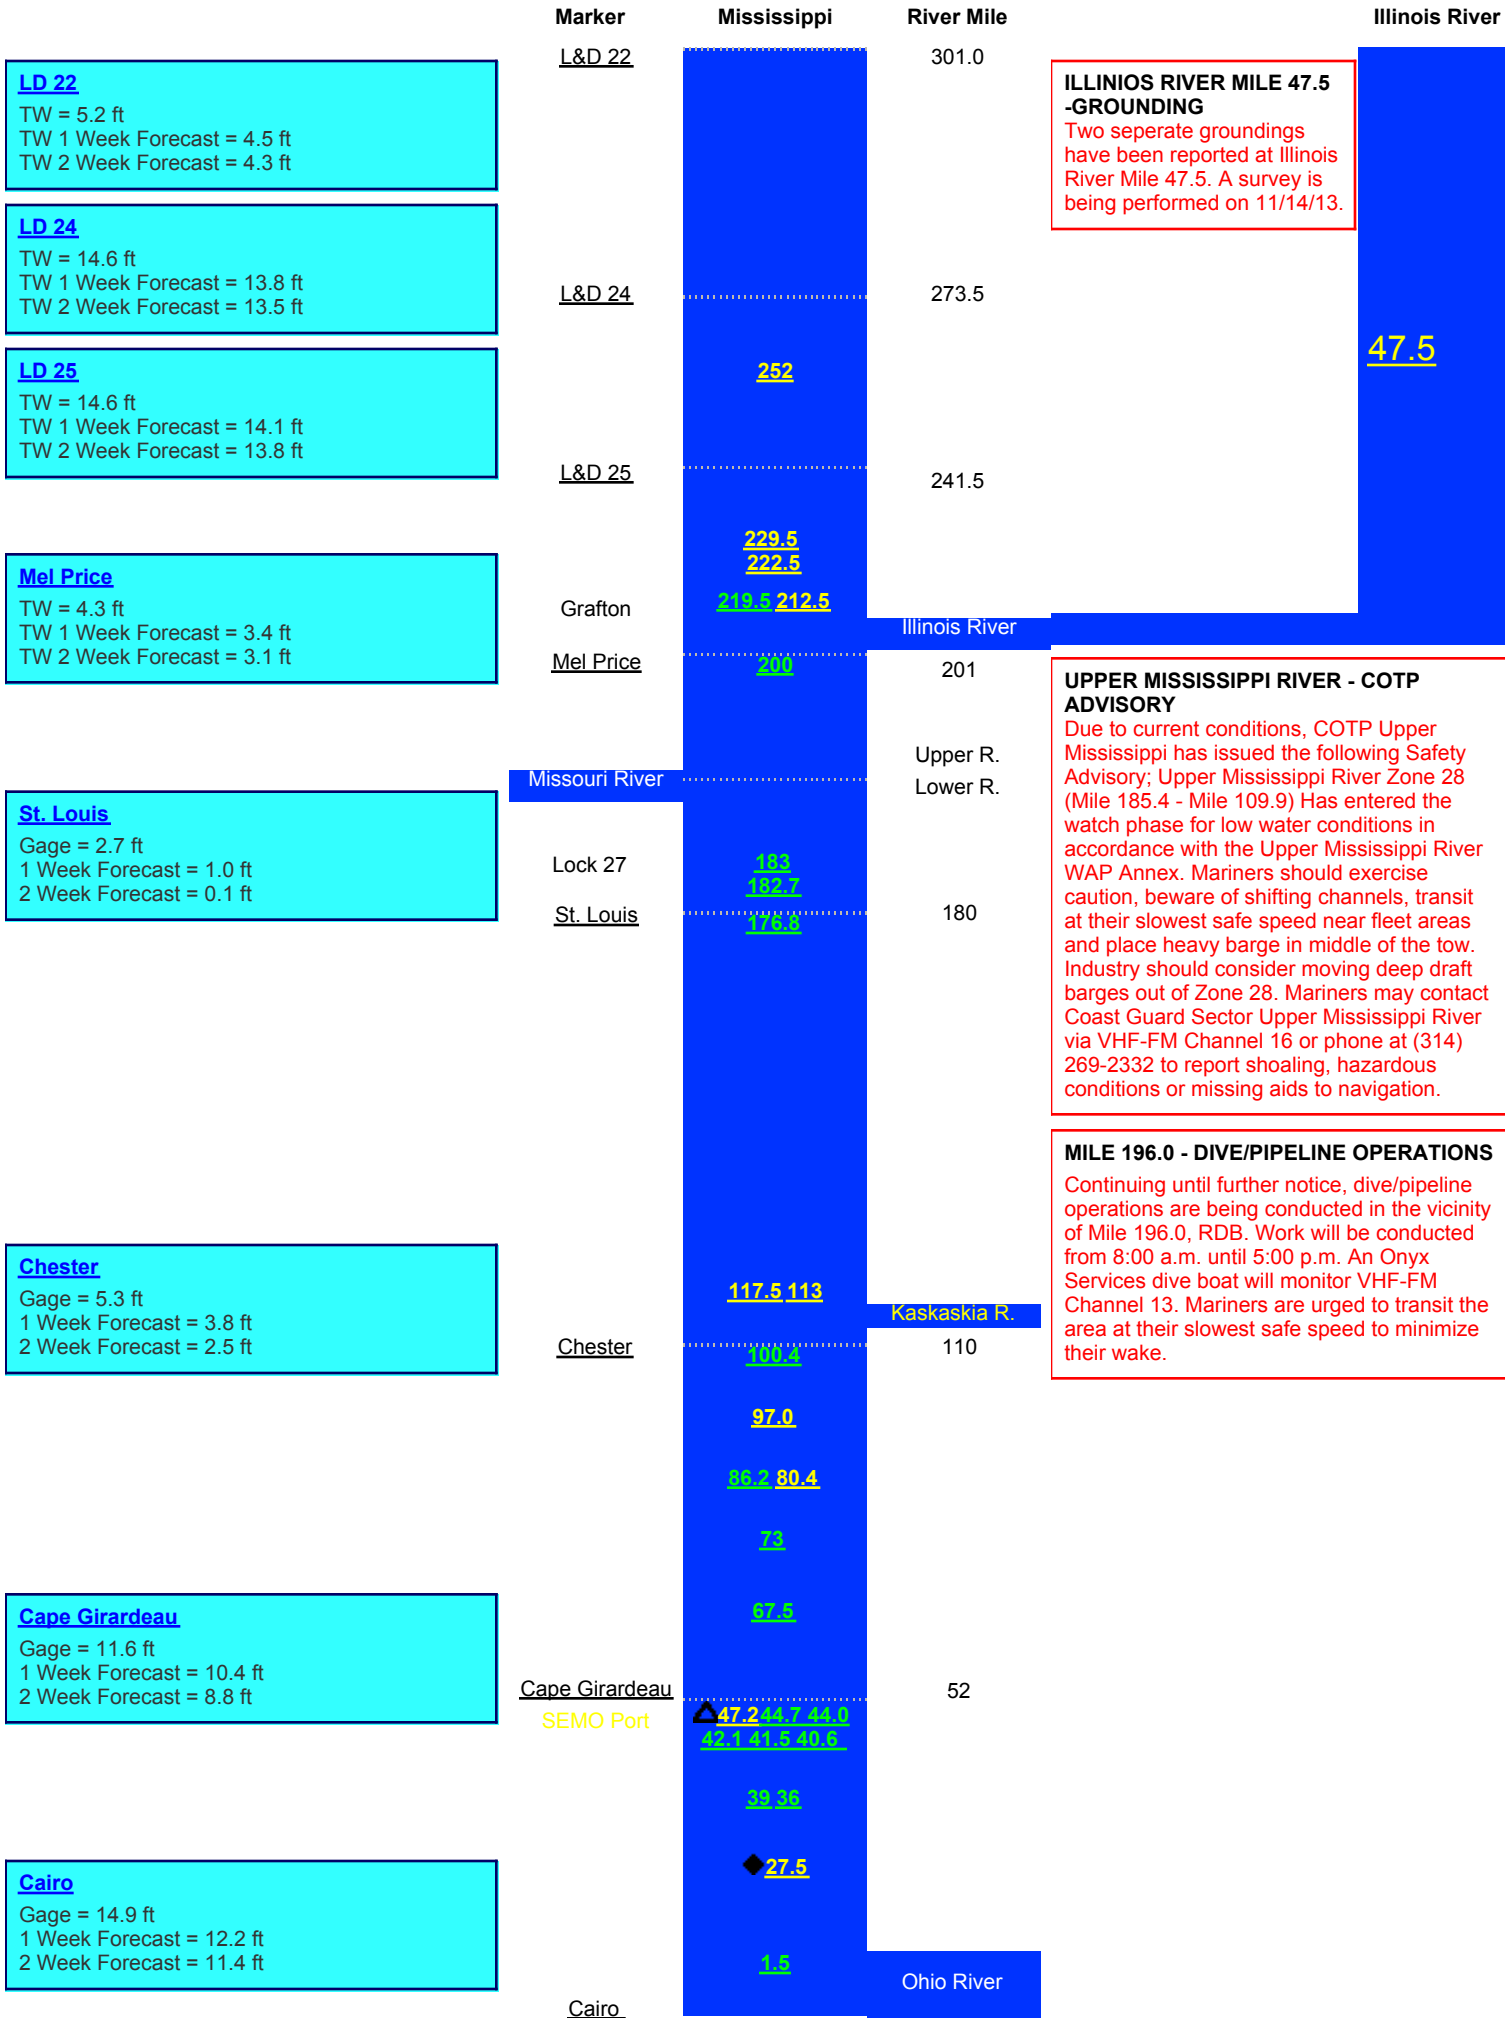 Marker Mississippi River Mile Illinois River
L&D 22 301.0
LD 22
TW = 5.2 ft
TW 1 Week Forecast = 4.5 ft
TW 2 Week Forecast = 4.3 ft
ILLINIOS RIVER MILE 47.5
-GROUNDING
Two seperate groundings
have been reported at Illinois
River Mile 47.5. A survey is
being performed on 11/14/13.
LD 24
TW = 14.6 ft
TW 1 Week Forecast = 13.8 ft
TW 2 Week Forecast = 13.5 ft
L&D 24 273.5
47.5
LD 25
TW = 14.6 ft
TW 1 Week Forecast = 14.1 ft
TW 2 Week Forecast = 13.8 ft
252
L&D 25 241.5
229.5
222.5
Mel Price
TW = 4.3 ft
TW 1 Week Forecast = 3.4 ft
TW 2 Week Forecast = 3.1 ft
Grafton 219.5 212.5
Illinois River
Mel Price 200 201
UPPER MISSISSIPPI RIVER - COTP
ADVISORY
Due to current conditions, COTP Upper
Mississippi has issued the following Safety
Advisory; Upper Mississippi River Zone 28
(Mile 185.4 - Mile 109.9) Has entered the
watch phase for low water conditions in
accordance with the Upper Mississippi River
WAP Annex. Mariners should exercise
caution, beware of shifting channels, transit
at their slowest safe speed near fleet areas
and place heavy barge in middle of the tow.
Industry should consider moving deep draft
barges out of Zone 28. Mariners may contact
Coast Guard Sector Upper Mississippi River
via VHF-FM Channel 16 or phone at (314)
269-2332 to report shoaling, hazardous
conditions or missing aids to navigation.
Upper R.
Missouri River
Lower R.
St. Louis
Gage = 2.7 ft
1 Week Forecast = 1.0 ft
2 Week Forecast = 0.1 ft
Lock 27 183
182.7
St. Louis 176.8 180
MILE 196.0 - DIVE/PIPELINE OPERATIONS
Continuing until further notice, dive/pipeline
operations are being conducted in the vicinity
of Mile 196.0, RDB. Work will be conducted
from 8:00 a.m. until 5:00 p.m. An Onyx
Services dive boat will monitor VHF-FM
Channel 13. Mariners are urged to transit the
area at their slowest safe speed to minimize
their wake.
Chester
Gage = 5.3 ft
1 Week Forecast = 3.8 ft
2 Week Forecast = 2.5 ft
117.5 113
Kaskaskia R.
Chester 100.4 110
97.0
86.2 80.4
73
67.5
Cape Girardeau
Gage = 11.6 ft
1 Week Forecast = 10.4 ft
2 Week Forecast = 8.8 ft
Cape Girardeau 52
SEMO Port 47.2 44.7 44.0
42.1 41.5 40.6
39 36
27.5
Cairo
Gage = 14.9 ft
1 Week Forecast = 12.2 ft
2 Week Forecast = 11.4 ft
1.5
Ohio River
Cairo